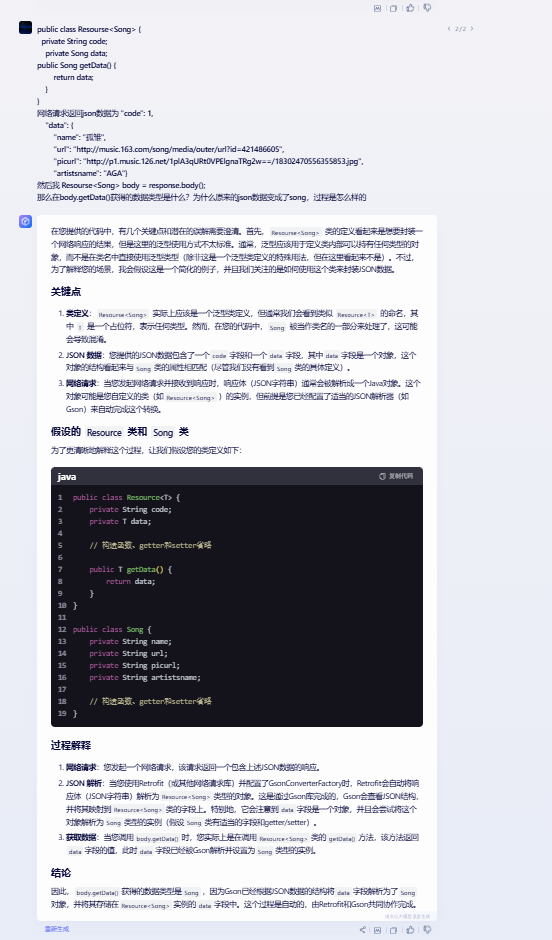 public class Resourse<Song> {
private String code;
private Song data;
public Song getData() {
return data;
}
}
网络请求返回json数据为 "code": 1,
"data": {
"name": "孤雏",
"url": "http://music.163.com/song/media/outer/url?id=421486605",
"picurl": "http://p1.music.126.net/1plA3qURt0VPElgnaTRg2w==/18302470556355853.jpg",
"artistsname": "AGA"}
然后我 Resourse<Song> body = response.body();
那么在body.getData()获得的数据类型是什么？为什么原来的json数据变成了song，过程是怎么样的
2/2
在您提供的代码中，有几个关键点和潜在的误解需要澄清。首先， Resourse<Song> 类的定义看起来是想要封装一
个网络响应的结果，但是这里的泛型使用方式不太标准。通常，泛型应该用于定义类内部可以持有任何类型的对
象，而不是在类名中直接使用泛型类型（除非这是一个泛型类定义的特殊用法，但在这里看起来不是）。不过，
为了解释您的场景，我会假设这是一个简化的例子，并且我们关注的是如何使用这个类来封装JSON数据。
关键点
1. 类定义： Resourse<Song> 实际上应该是一个泛型类定义，但通常我们会看到类似 Resource<T> 的命名，其
中 T 是一个占位符，表示任何类型。然而，在您的代码中， Song 被当作类名的一部分来处理了，这可能
会导致混淆。
2. JSON 数据：您提供的JSON数据包含了一个 code 字段和一个 data 字段，其中 data 字段是一个对象，这个
对象的结构看起来与 Song 类的属性相匹配（尽管我们没有看到 Song 类的具体定义）。
3. 网络请求：当您发起网络请求并接收到响应时，响应体（JSON字符串）通常会被解析成一个Java对象。这个
对象可能是您自定义的类（如 Resourse<Song> ）的实例，但前提是您已经配置了适当的JSON解析器（如
Gson）来自动完成这个转换。
假设的 Resource 类和 Song 类
为了更清晰地解释这个过程，让我们假设您的类定义如下：
java
复制代码
1 public class Resource<T> {
2 private String code;
3 private T data;
4
5 // 构造函数、getter和setter省略
6
7 public T getData() {
8 return data;
9 }
10 }
11
12 public class Song {
13 private String name;
14 private String url;
15 private String picurl;
16 private String artistsname;
17
18 // 构造函数、getter和setter省略
19 }
过程解释
1. 网络请求：您发起一个网络请求，该请求返回一个包含上述JSON数据的响应。
2. JSON 解析：当您使用Retrofit（或其他网络请求库）并配置了GsonConverterFactory时，Retrofit会自动将响
应体（JSON字符串）解析为 Resourse<Song> 类型的对象。这是通过Gson库完成的，Gson会查看JSON结构，
并将其映射到 Resourse<Song> 类的字段上。特别地，它会注意到 data 字段是一个对象，并且会尝试将这个
对象解析为 Song 类型的实例（假设 Song 类有适当的字段和getter/setter）。
3. 获取数据：当您调用 body.getData() 时，您实际上是在调用 Resourse<Song> 类的 getData() 方法，该方法返回
data 字段的值，此时 data 字段已经被Gson解析并设置为 Song 类型的实例。
结论
因此， body.getData() 获得的数据类型是 Song ，因为Gson已经根据JSON数据的结构将 data 字段解析为了 Song
对象，并将其存储在 Resourse<Song> 实例的 data 字段中。这个过程是自动的，由Retrofit和Gson共同协作完成。
重新生成